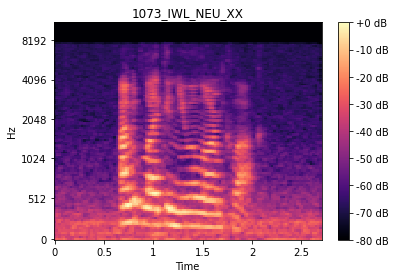 1073_IWL_NEU_XX
+0 dB
8192
-10 dB
-20 dB
4096
-30 dB
Hz
2048
-40 dB
1024
-50 dB
-60 dB
512
-70 dB
0
-80 dB
0 0.5 1 1.5 2 2.5
Time